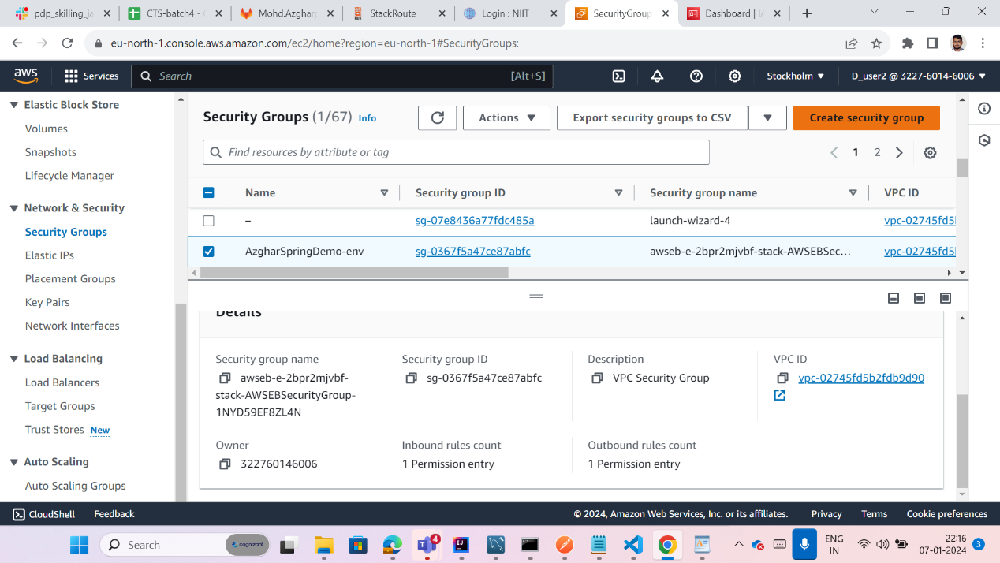 pdp_skilling_ja
CTS-batch4 -
Mohd.Azgharp
StackRoute
Login : NIIT
SecurityGroup
Dashboard | IA
eu-north-1.console.aws.amazon.com/ec2/home?region=eu-north-1#SecurityGroups:
aws
Services
Search
[Alt+S]
Stockholm
D_user2 @ 3227-6014-6006
Elastic Block Store
Volumes
Snapshots
Lifecycle Manager
Network & Security
Security Groups
Elastic IPs
Placement Groups
Key Pairs
Network Interfaces
Load Balancing
Load Balancers
Target Groups
Trust Stores New
Auto Scaling
Auto Scaling Groups
Security Groups (1/67) Info
Actions
Export security groups to CSV
Create security group
Find resources by attribute or tag
1 2
Name Security group ID Security group name VPC ID
– sg-07e8436a77fdc485a launch-wizard-4 vpc-02745fd5
AzgharSpringDemo-env sg-0367f5a47ce87abfc awseb-e-2bpr2mjvbf-stack-AWSEBSec... vpc-02745fd5
Details
Security group name
awseb-e-2bpr2mjvbf-
stack-AWSEBSecurityGroup-
1NYD59EF8ZL4N
Security group ID
sg-0367f5a47ce87abfc
Description
VPC Security Group
VPC ID
vpc-02745fd5b2fdb9d90
Owner
322760146006
Inbound rules count
1 Permission entry
Outbound rules count
1 Permission entry
CloudShell
Feedback
© 2024, Amazon Web Services, Inc. or its affiliates.
Privacy
Terms
Cookie preferences
Search
cognizant
4
ENG
IN
22:16
07-01-2024
3